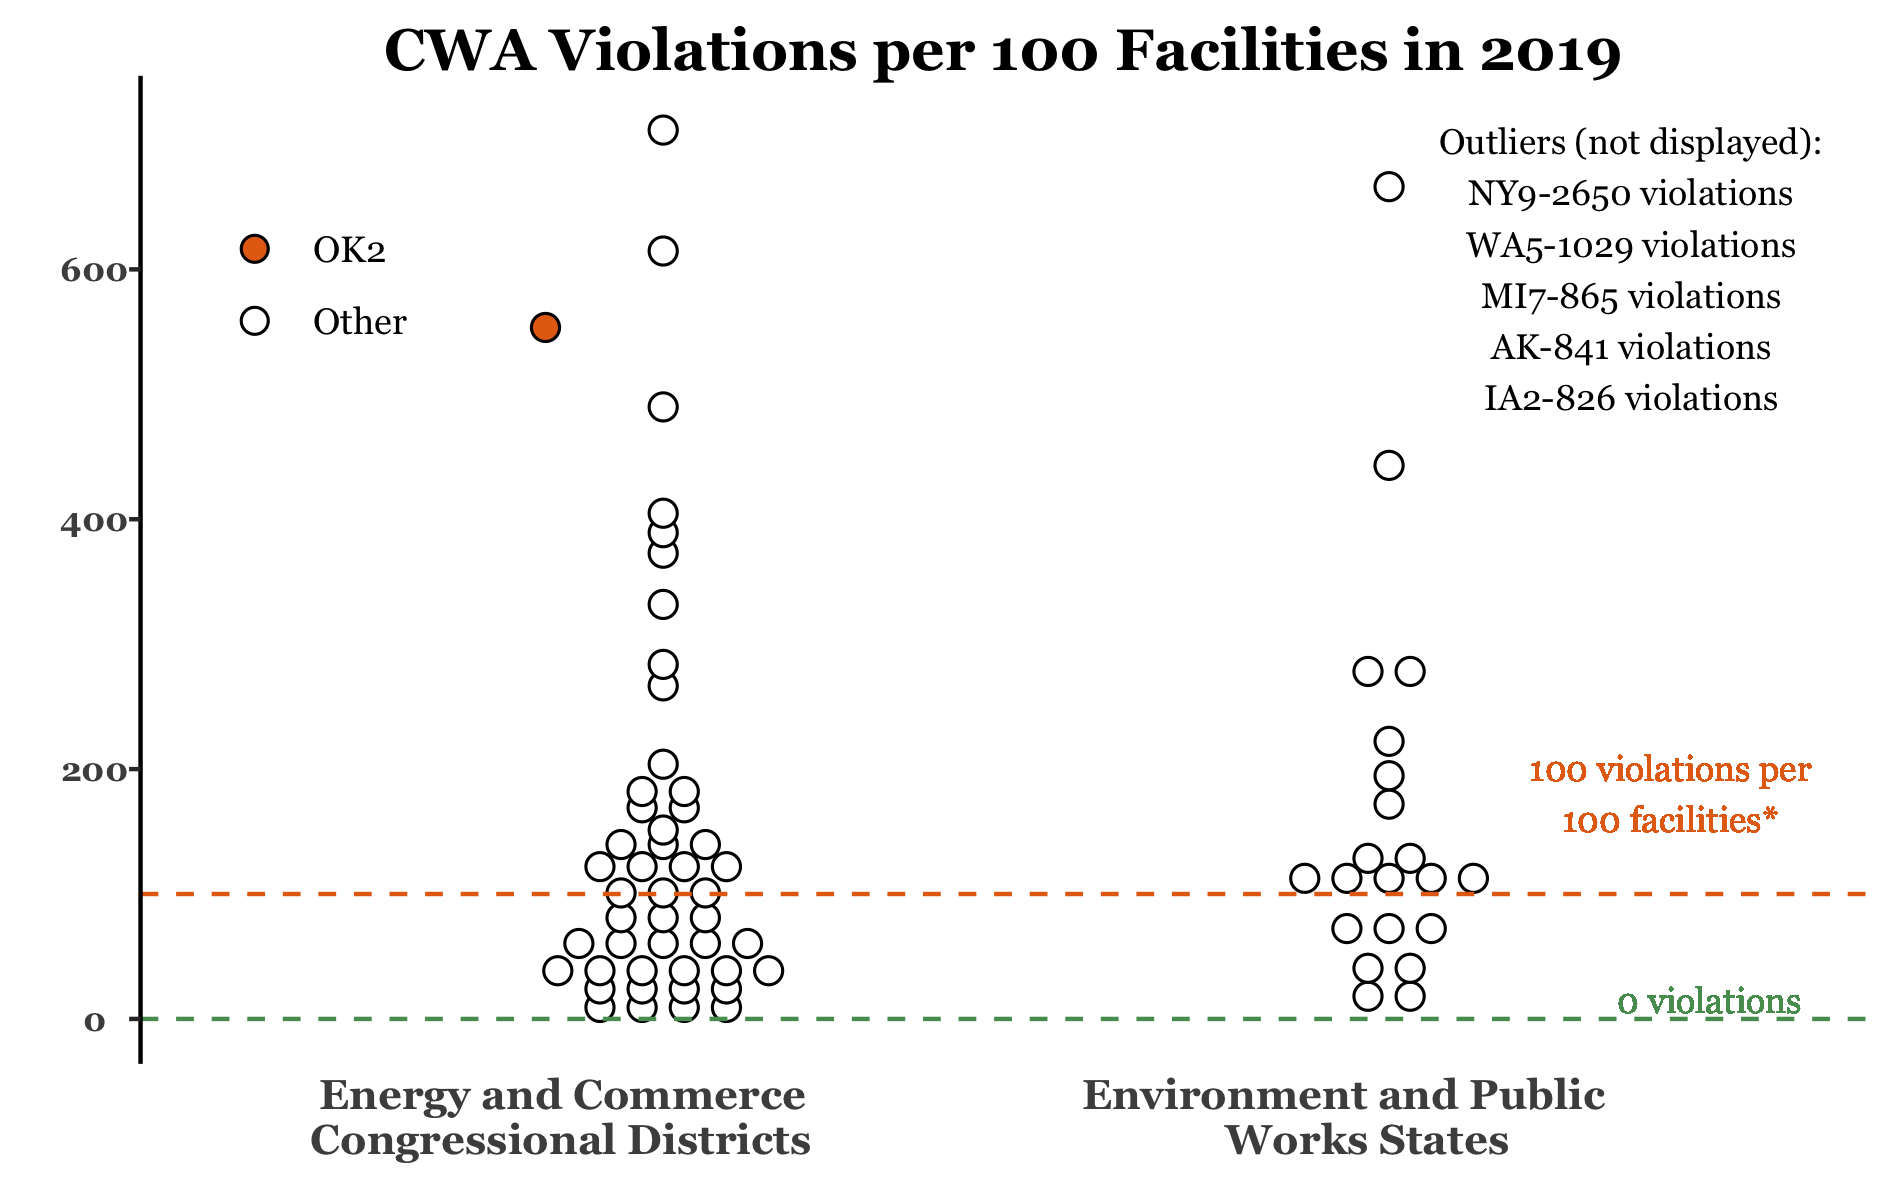 CWA Violations per 100 Facilities in 2019
Outliers (not displayed):
NY9-2650 violations
WA5-1029 violations
MI7-865 violations
AK-841 violations
IA2-826 violations
OK2
Other
600
400
200
0
100 violations per
100 facilities*
0 violations
Energy and Commerce
Congressional Districts
Environment and Public
Works States